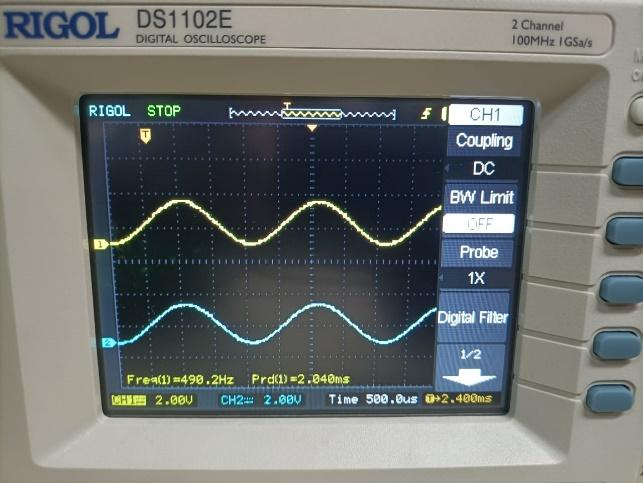 RIGOL DS1102E
DIGITAL OSCILLOSCOPE
2 Channel
100MHz 1GSa/s
RIGOL STOP
T
CH1
T
Coupling
DC
BW Limit
OFF
1
Probe
1X
Digital Filter
2
1/2
Freq(1)=490.2Hz Prd(1)=2.040ms
CH1 2.00V CH2 2.00V Time 500.0us T→2.400ms